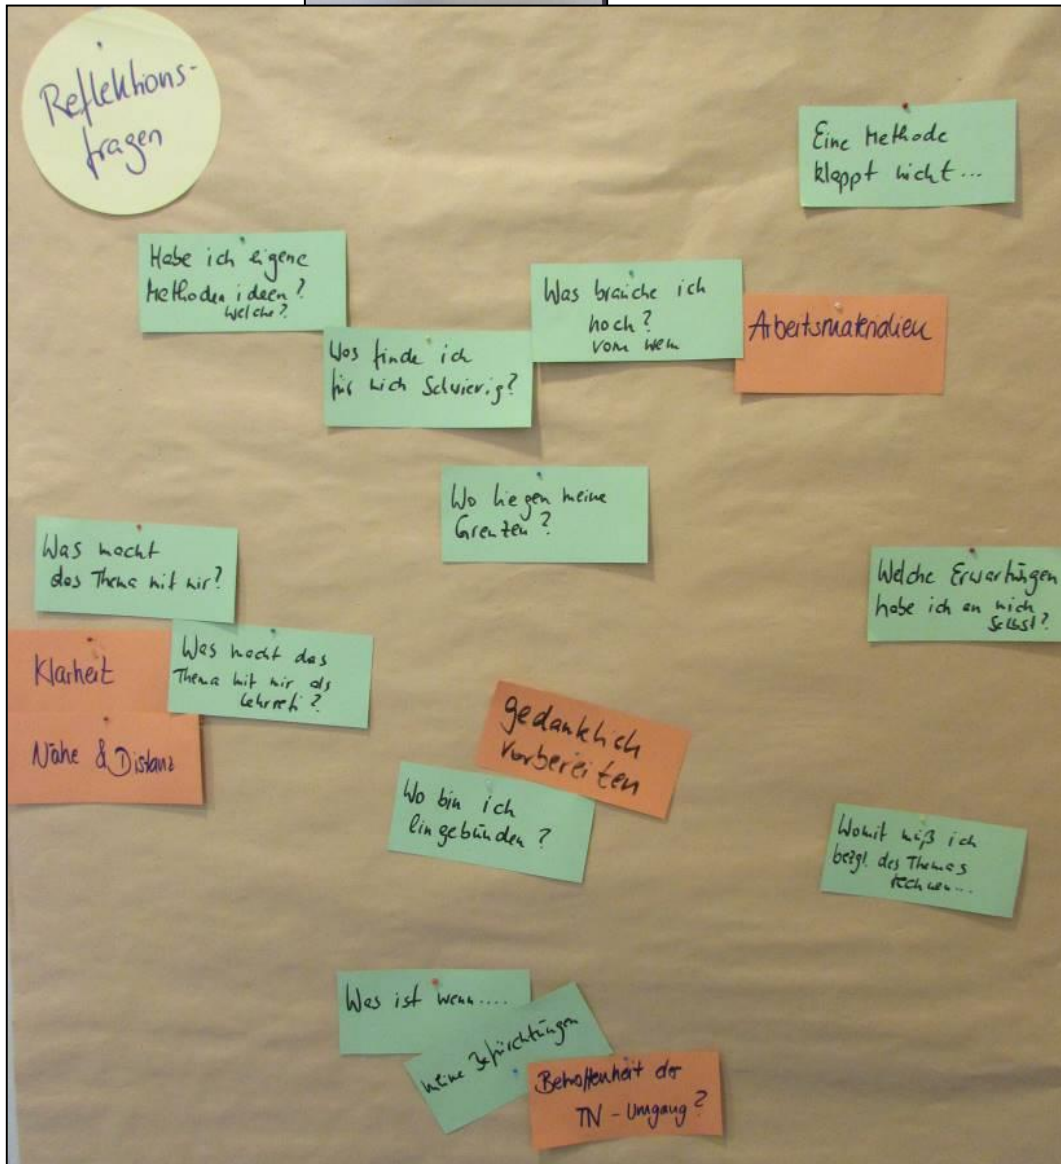 Reflektions-
fragen
Eine Methode
klappt nicht...
Habe ich eigene
Methoden ideen?
Welche?
Was finde ich
für mich Schwierig?
Was brauche ich
noch?
vom wem
Arbeitsmaterialien
Wo liegen meine
Grenzen?
Was macht
das Thema mit mir?
Klarheit
Nähe & Distanz
Was macht das
Thema mit mir als
Welche Erwartungen
habe ich an mich
Selbst?
gedanklich
vorbereiten
Wo bin ich
Eingebunden?
Womit muß ich
bezgl. des Themas
rechnen...
Was ist wenn....
meine Befürchtungen
Betroffenheit der
TN - Umgang?